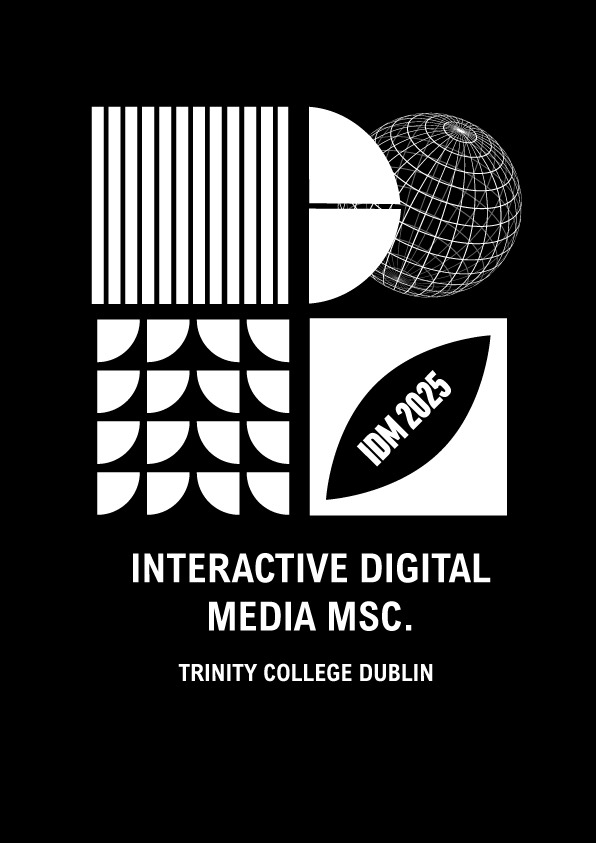 IDM 2025
INTERACTIVE DIGITAL
MEDIA MSC.
TRINITY COLLEGE DUBLIN